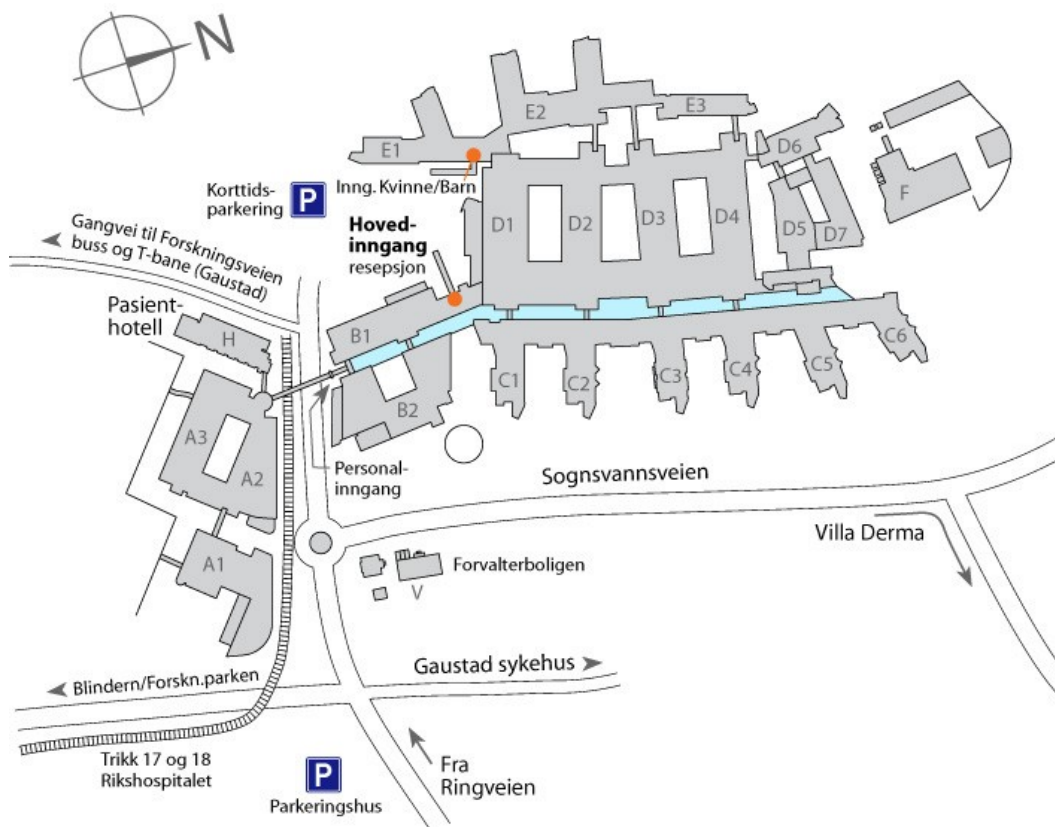 N
E2
E3
E1
D6
F
Korttids-
parkering
P
Inng. Kvinne/Barn
D1
D2
D3
D4
D5
D7
Hoved-
inngang
resepsjon
Gangvei til Forskningsveien
buss og T-bane (Gaustad)
Pasient-
hotell
H
B1
B2
C1
C2
C3
C4
C5
C6
A3
A2
Personal-
inngang
Sognsvannsveien
Villa Derma
A1
Forvalterboligen
V
Gaustad sykehus
Blindern/Forskn.parken
Trikk 17 og 18
Rikshospitalet
P
Parkeringshus
Fra
Ringveien